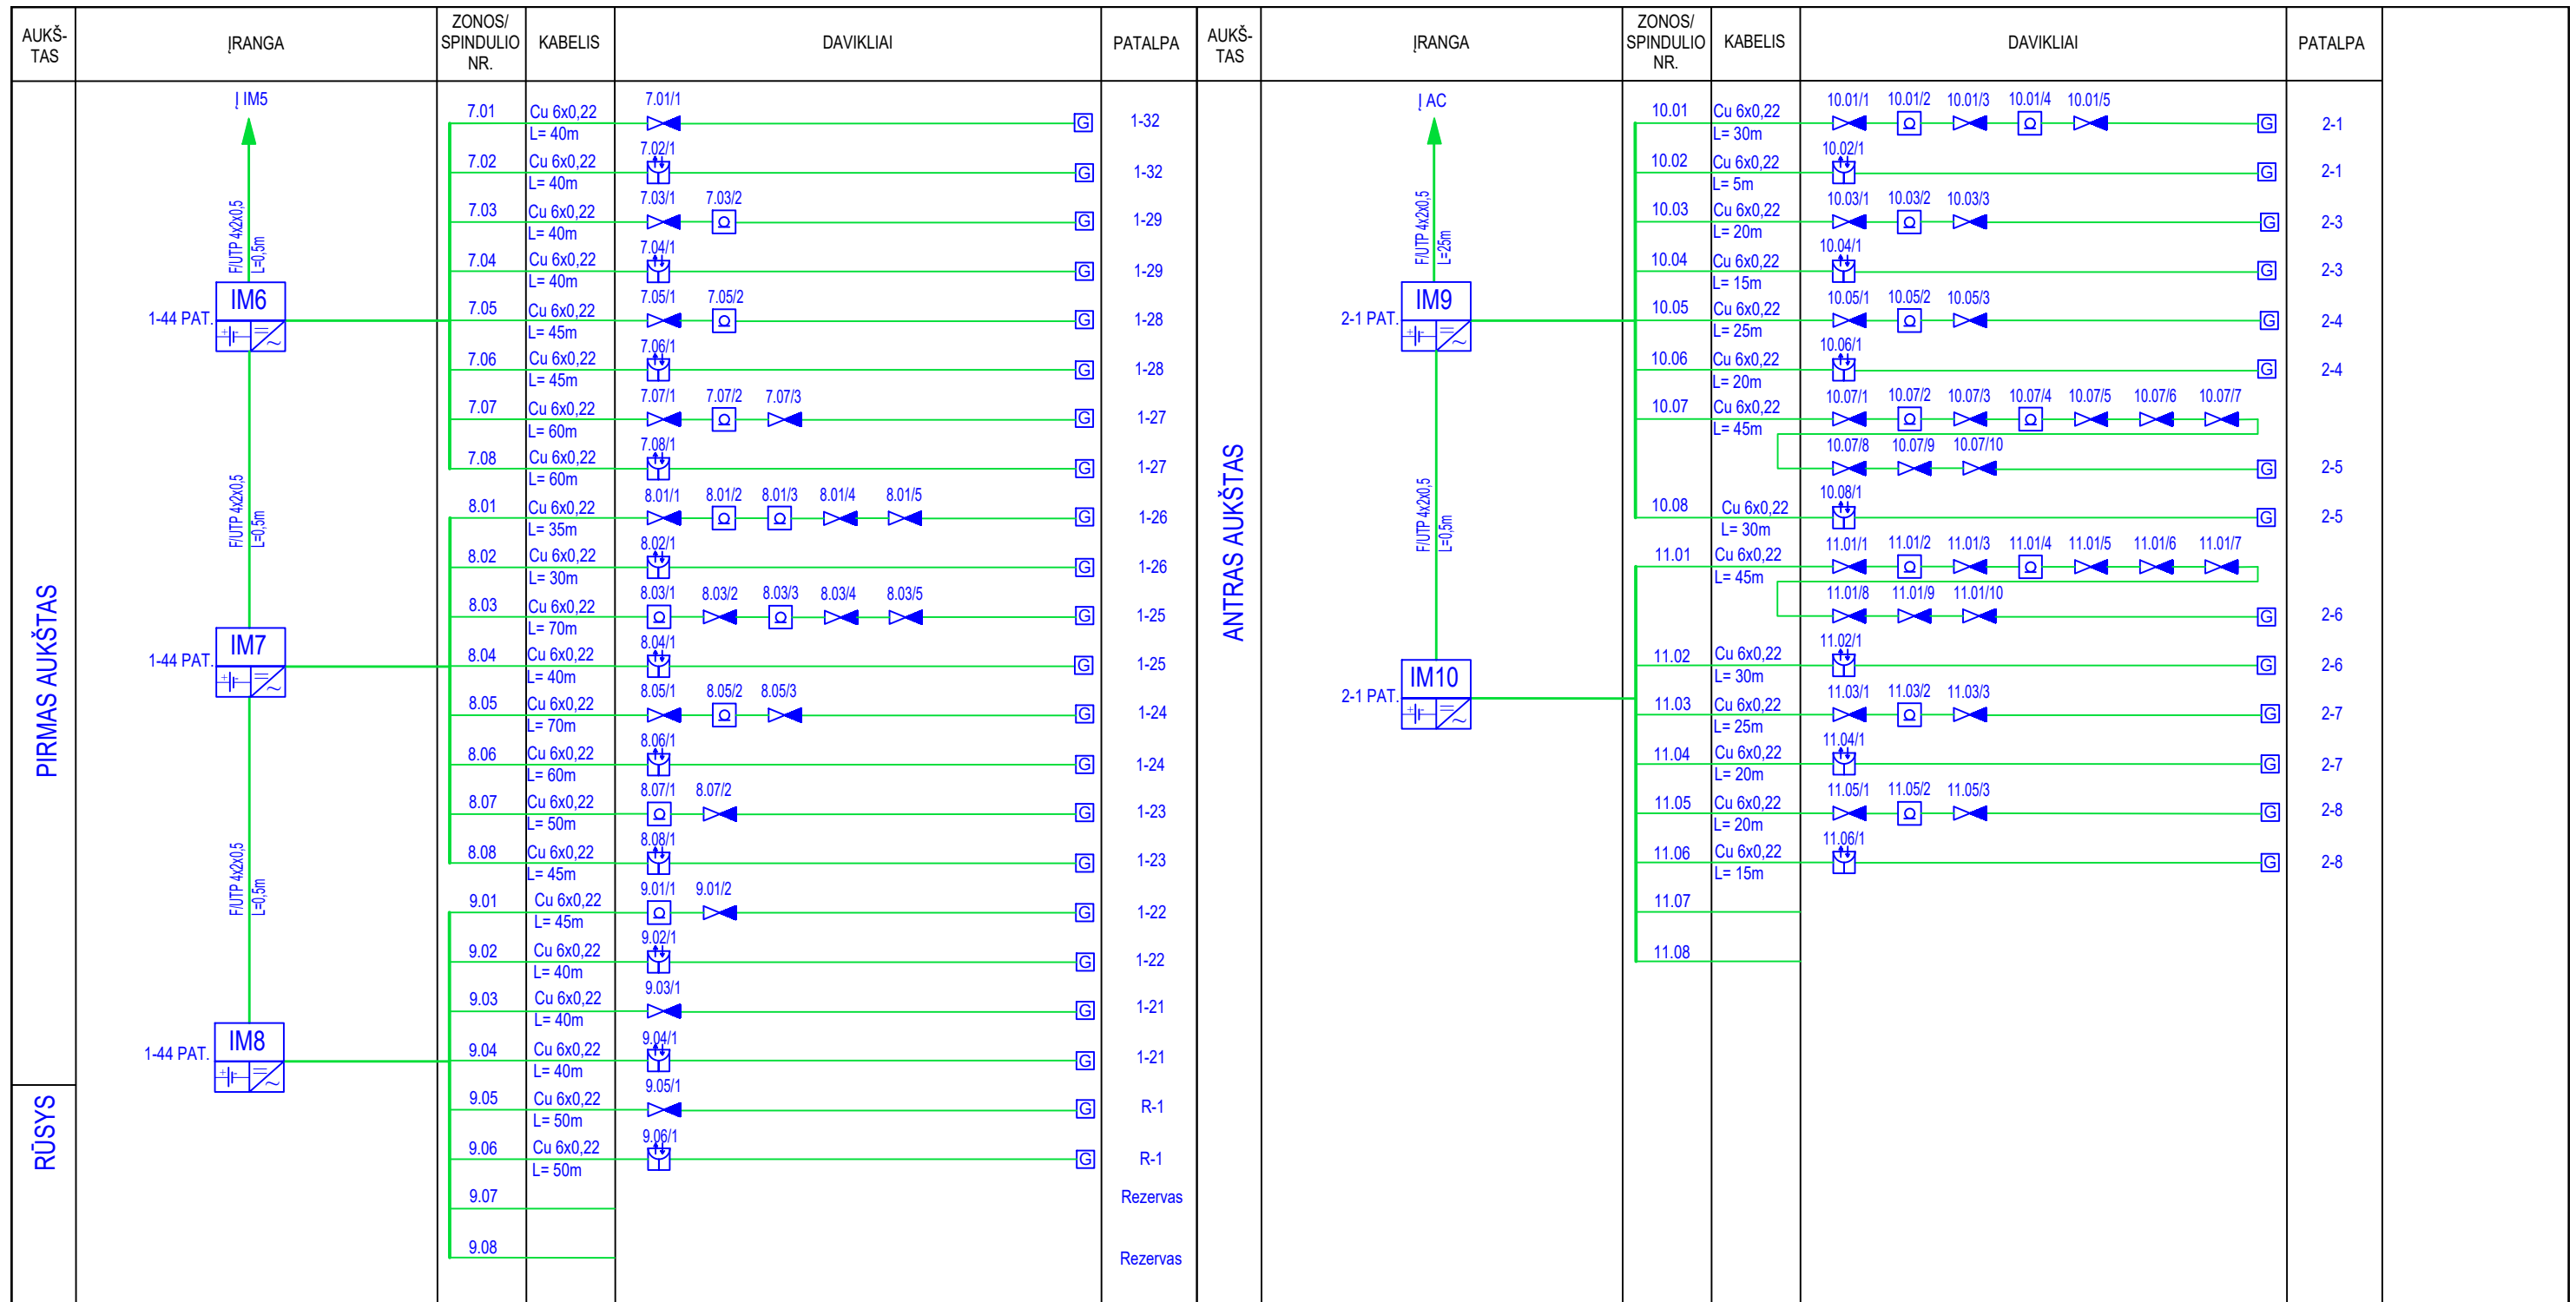 AUKŠ-
TAS
ĮRANGA
ZONOS/
SPINDULIO
NR.
KABELIS
DAVIKLIAI
PATALPA
AUKŠ-
TAS
ĮRANGA
ZONOS/
SPINDULIO
NR.
KABELIS
DAVIKLIAI
PATALPA
PIRMAS AUKŠTAS
RŪSYS
Į IM5
F/UTP 4x2x0,5
L=0,5m
IM6
1-44 PAT.
F/UTP 4x2x0,5
L=0,5m
IM7
1-44 PAT.
F/UTP 4x2x0,5
L=0,5m
IM8
1-44 PAT.
7.01 Cu 6x0,22 7.01/1
L= 40m G 1-32
7.02 Cu 6x0,22 7.02/1
L= 40m G 1-32
7.03 Cu 6x0,22 7.03/1 7.03/2
L= 40m Ω G 1-29
7.04 Cu 6x0,22 7.04/1
L= 40m G 1-29
7.05 Cu 6x0,22 7.05/1 7.05/2
L= 45m Ω G 1-28
7.06 Cu 6x0,22 7.06/1
L= 45m G 1-28
7.07 Cu 6x0,22 7.07/1 7.07/2 7.07/3
L= 60m Ω G 1-27
7.08 Cu 6x0,22 7.08/1
L= 60m G 1-27
8.01 Cu 6x0,22 8.01/1 8.01/2 8.01/3 8.01/4 8.01/5
L= 35m Ω Ω G 1-26
8.02 Cu 6x0,22 8.02/1
L= 30m G 1-26
8.03 Cu 6x0,22 8.03/1 8.03/2 8.03/3 8.03/4 8.03/5
L= 70m Ω Ω G 1-25
8.04 Cu 6x0,22 8.04/1
L= 40m G 1-25
8.05 Cu 6x0,22 8.05/1 8.05/2 8.05/3
L= 70m Ω G 1-24
8.06 Cu 6x0,22 8.06/1
L= 60m G 1-24
8.07 Cu 6x0,22 8.07/1 8.07/2
L= 50m Ω G 1-23
8.08 Cu 6x0,22 8.08/1
L= 45m G 1-23
9.01 Cu 6x0,22 9.01/1 9.01/2
L= 45m Ω G 1-22
9.02 Cu 6x0,22 9.02/1
L= 40m G 1-22
9.03 Cu 6x0,22 9.03/1
L= 40m G 1-21
9.04 Cu 6x0,22 9.04/1
L= 40m G 1-21
9.05 Cu 6x0,22 9.05/1
L= 50m G R-1
9.06 Cu 6x0,22 9.06/1
L= 50m G R-1
9.07 Rezervas
9.08 Rezervas
ANTRAS AUKŠTAS
Į AC
F/UTP 4x2x0,5
L=25m
IM9
2-1 PAT.
F/UTP 4x2x0,5
L=0,5m
IM10
2-1 PAT.
10.01 Cu 6x0,22 10.01/1 10.01/2 10.01/3 10.01/4 10.01/5
L= 30m Ω Ω G 2-1
10.02 Cu 6x0,22 10.02/1
L= 5m G 2-1
10.03 Cu 6x0,22 10.03/1 10.03/2 10.03/3
L= 20m Ω G 2-3
10.04 Cu 6x0,22 10.04/1
L= 15m G 2-3
10.05 Cu 6x0,22 10.05/1 10.05/2 10.05/3
L= 25m Ω G 2-4
10.06 Cu 6x0,22 10.06/1
L= 20m G 2-4
10.07 Cu 6x0,22 10.07/1 10.07/2 10.07/3 10.07/4 10.07/5 10.07/6 10.07/7
L= 45m Ω Ω
10.07/8 10.07/9 10.07/10
G 2-5
10.08 Cu 6x0,22 10.08/1
L= 30m G 2-5
11.01 Cu 6x0,22 11.01/1 11.01/2 11.01/3 11.01/4 11.01/5 11.01/6 11.01/7
L= 45m Ω Ω
11.01/8 11.01/9 11.01/10
G 2-6
11.02 Cu 6x0,22 11.02/1
L= 30m G 2-6
11.03 Cu 6x0,22 11.03/1 11.03/2 11.03/3
L= 25m Ω G 2-7
11.04 Cu 6x0,22 11.04/1
L= 20m G 2-7
11.05 Cu 6x0,22 11.05/1 11.05/2 11.05/3
L= 20m Ω G 2-8
11.06 Cu 6x0,22 11.06/1
L= 15m G 2-8
11.07
11.08